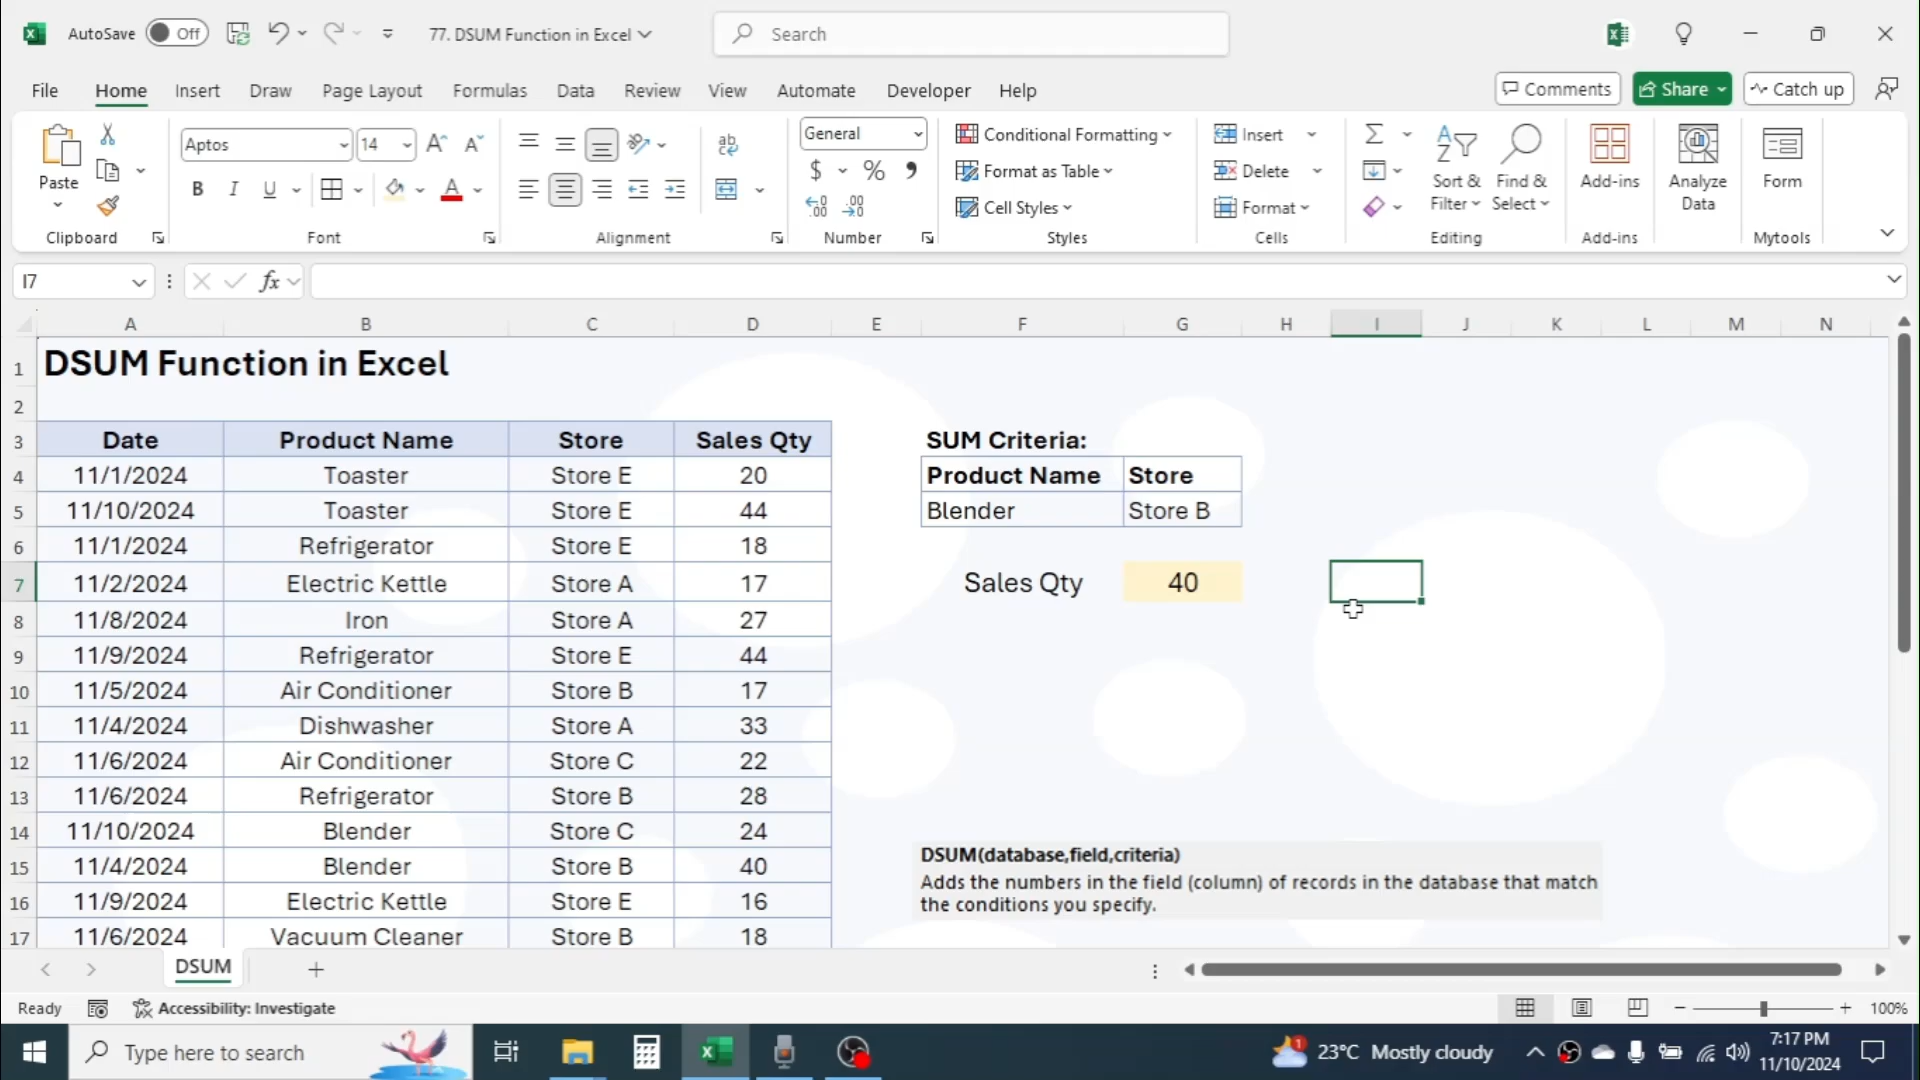 AutoSave Off 77. DSUM Function in Excel Search
File Home Insert Draw Page Layout Formulas Data Review View Automate Developer Help Comments Share Catch up
Paste
Clipboard
Aptos 14
B I U A
Font
ab
Alignment
General
$ % 9
Number
Conditional Formatting
Format as Table
Cell Styles
Styles
Insert
Delete
Format
Cells
Sort & Filter
Find & Select
Editing
Add-ins
Add-ins
Analyze Data
Form
Mytools
I7 fx
A B C D E F G H I J K L M N
1 DSUM Function in Excel
2
3 Date Product Name Store Sales Qty SUM Criteria:
4 11/1/2024 Toaster Store E 20 Product Name Store
5 11/10/2024 Toaster Store E 44 Blender Store B
6 11/1/2024 Refrigerator Store E 18
7 11/2/2024 Electric Kettle Store A 17 Sales Qty 40
8 11/8/2024 Iron Store A 27
9 11/9/2024 Refrigerator Store E 44
10 11/5/2024 Air Conditioner Store B 17
11 11/4/2024 Dishwasher Store A 33
12 11/6/2024 Air Conditioner Store C 22
13 11/6/2024 Refrigerator Store B 28
14 11/10/2024 Blender Store C 24
15 11/4/2024 Blender Store B 40
16 11/9/2024 Electric Kettle Store E 16
17 11/6/2024 Vacuum Cleaner Store B 18
DSUM(database,field,criteria)
Adds the numbers in the field (column) of records in the database that match
the conditions you specify.
DSUM
Ready Accessibility: Investigate 100%
Type here to search 1 23°C Mostly cloudy 7:17 PM
11/10/2024